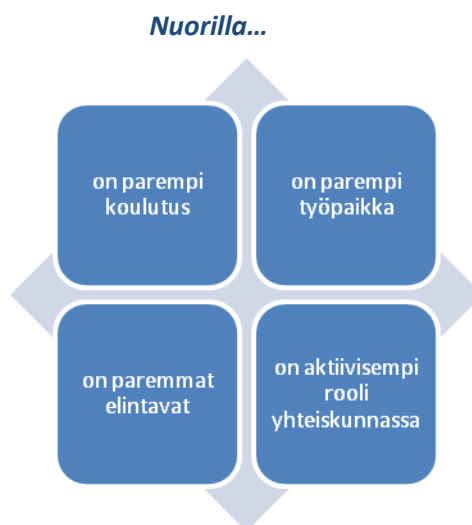 Nuorilla...
on parempi
koulutus
on parempi
työpaikka
on paremmat
elintavat
on aktiivisempi
rooli
yhteiskunnassa